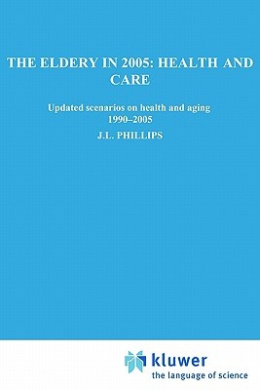 THE ELDERY IN 2005: HEALTH AND
CARE
Updated scenarios on health and aging
1990–2005
J.L. PHILLIPS
kluwer
the language of science